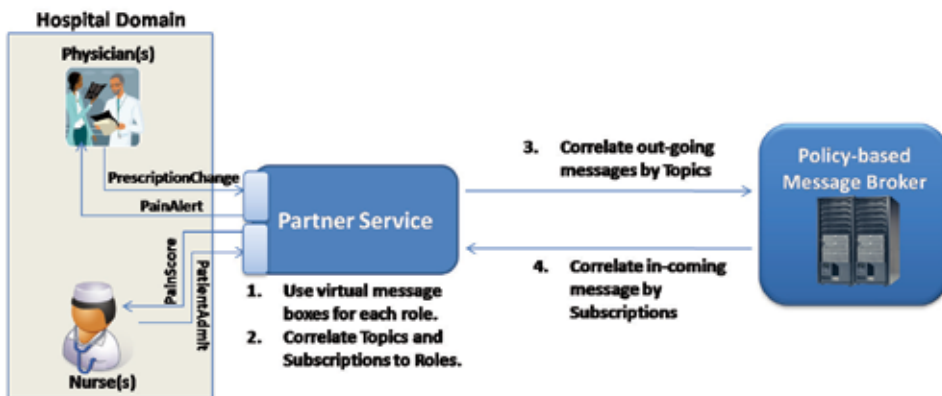 Hospital Domain
Physician(s)
PrescriptionChange
PainAlert
PainScore
PatientAdmit
Nurse(s)
Partner Service
1. Use virtual message
boxes for each role.
2. Correlate Topics and
Subscriptions to Roles.
3. Correlate out-going
messages by Topics
4. Correlate in-coming
message by
Subscriptions
Policy-based
Message Broker